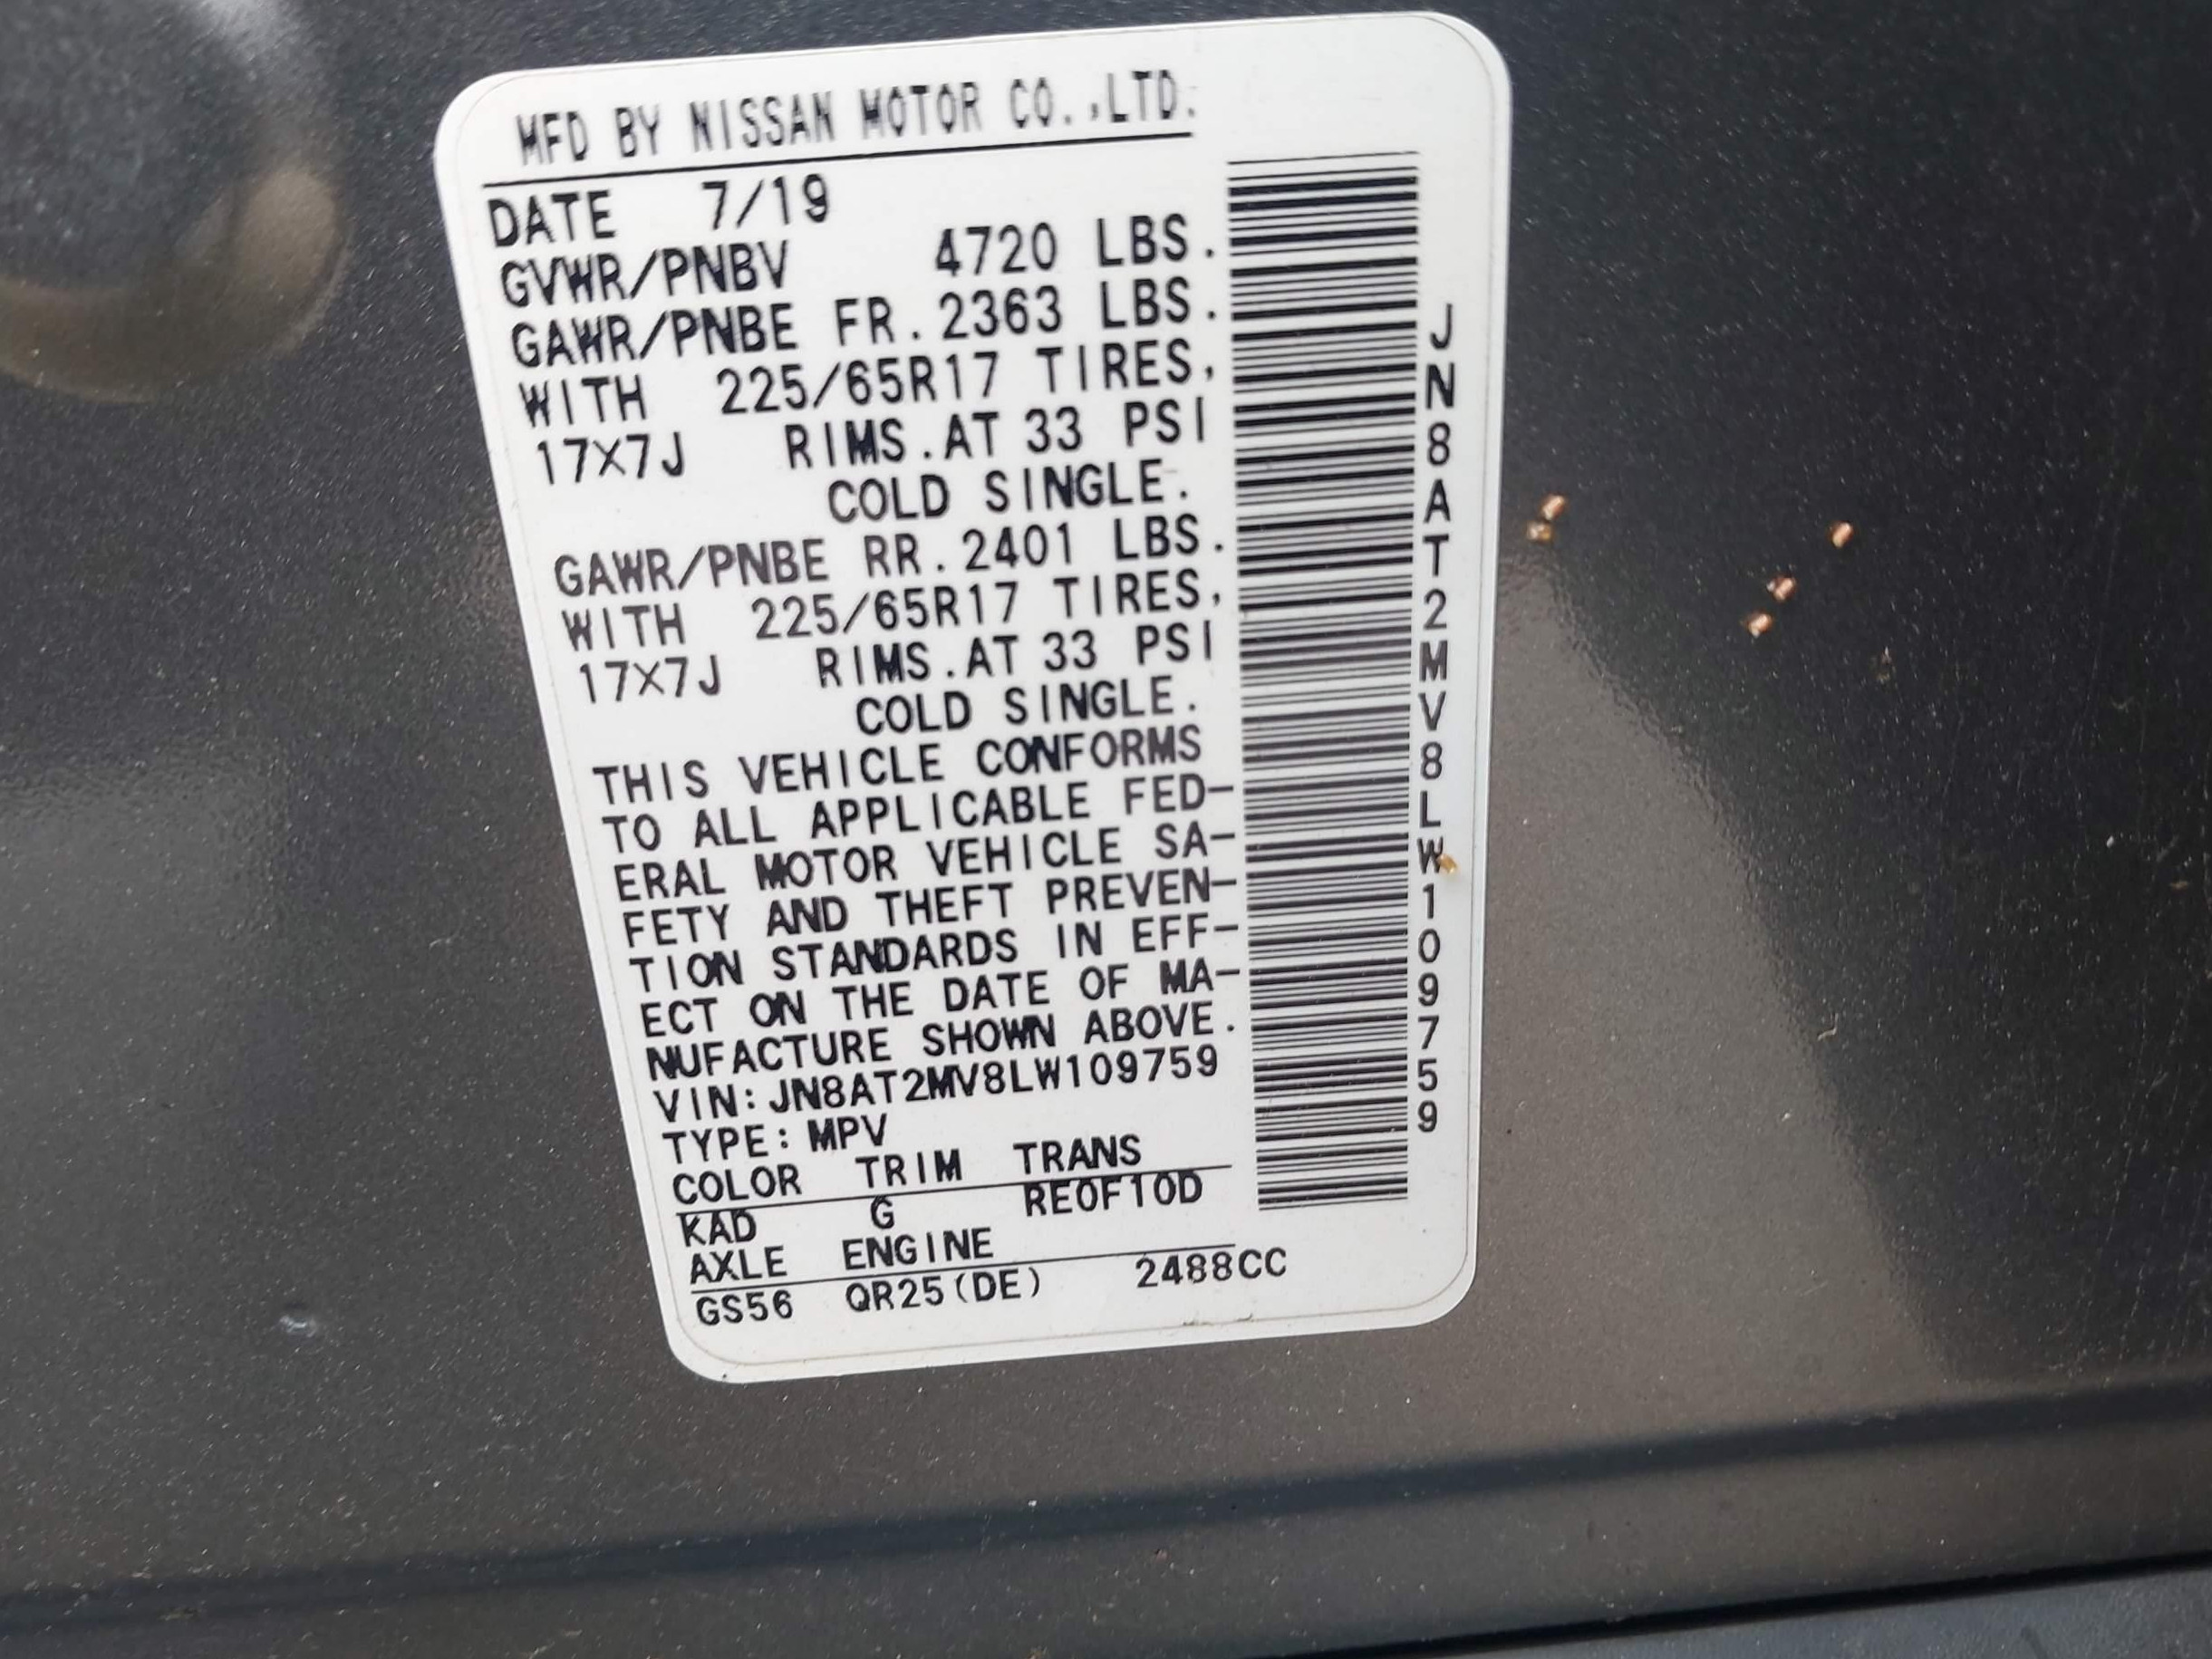 MFD BY NISSAN MOTOR CO.,LTD.
DATE 7/19
GVWR/PNBV 4720 LBS.
GAWR/PNBE FR. 2363 LBS.
WITH 225/65R17 TIRES,
17X7J RIMS. AT 33 PSI
COLD SINGLE.
GAWR/PNBE RR. 2401 LBS.
WITH 225/65R17 TIRES,
17X7J RIMS. AT 33 PSI
COLD SINGLE.
THIS VEHICLE CONFORMS
TO ALL APPLICABLE FED-
ERAL MOTOR VEHICLE SA-
FETY AND THEFT PREVEN-
TION STANDARDS IN EFF-
ECT ON THE DATE OF MA-
NUFACTURE SHOWN ABOVE.
VIN: JN8AT2MV8LW109759
TYPE: MPV
COLOR TRIM TRANS
KAD G RE0F10D
AXLE ENGINE
GS56 QR25(DE) 2488CC
JN8AT2MV8LW109759